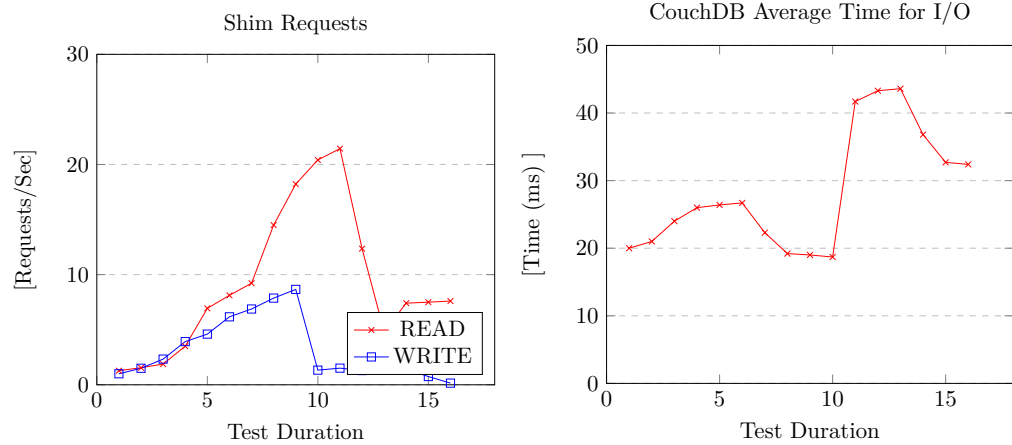 Shim Requests
30
20
10
0
[Requests/Sec]
0
5
10
15
Test Duration
READ
WRITE
CouchDB Average Time for I/O
50
40
30
20
10
0
[Time (ms) ]
0
5
10
15
Test Duration